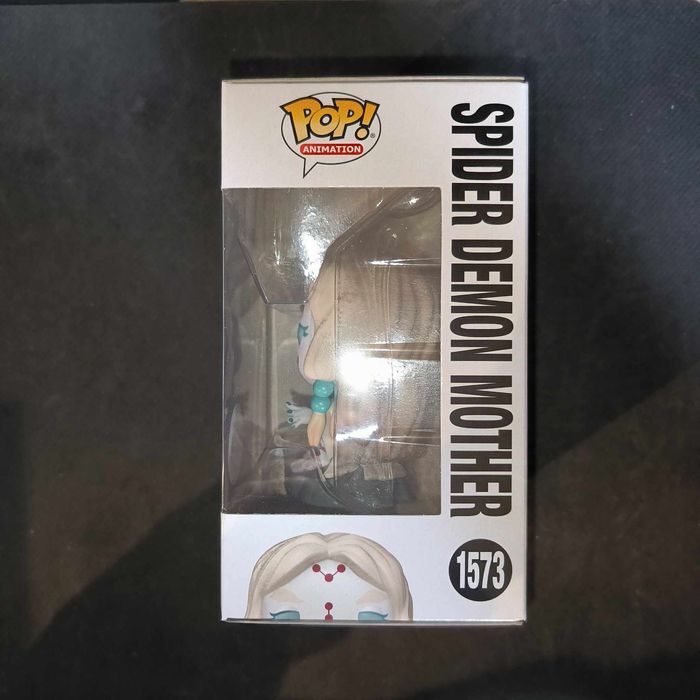 POP!
ANIMATION
SPIDER DEMON MOTHER
1573